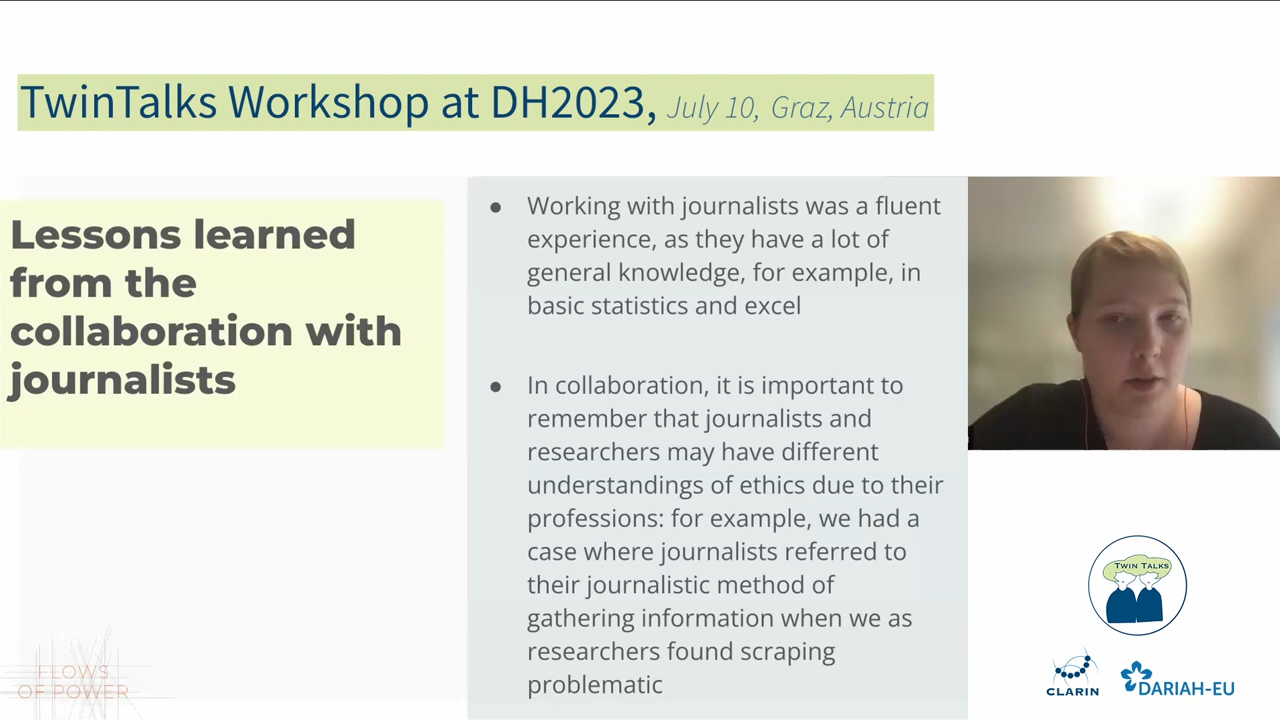 TwinTalks Workshop at DH2023, July 10, Graz, Austria
Lessons learned
from the
collaboration with
journalists
● Working with journalists was a fluent
experience, as they have a lot of
general knowledge, for example, in
basic statistics and excel
● In collaboration, it is important to
remember that journalists and
researchers may have different
understandings of ethics due to their
professions: for example, we had a
case where journalists referred to
their journalistic method of
gathering information when we as
researchers found scraping
problematic
FLOWS
OF POWER
TWIN TALKS
CLARIN
DARIAH-EU